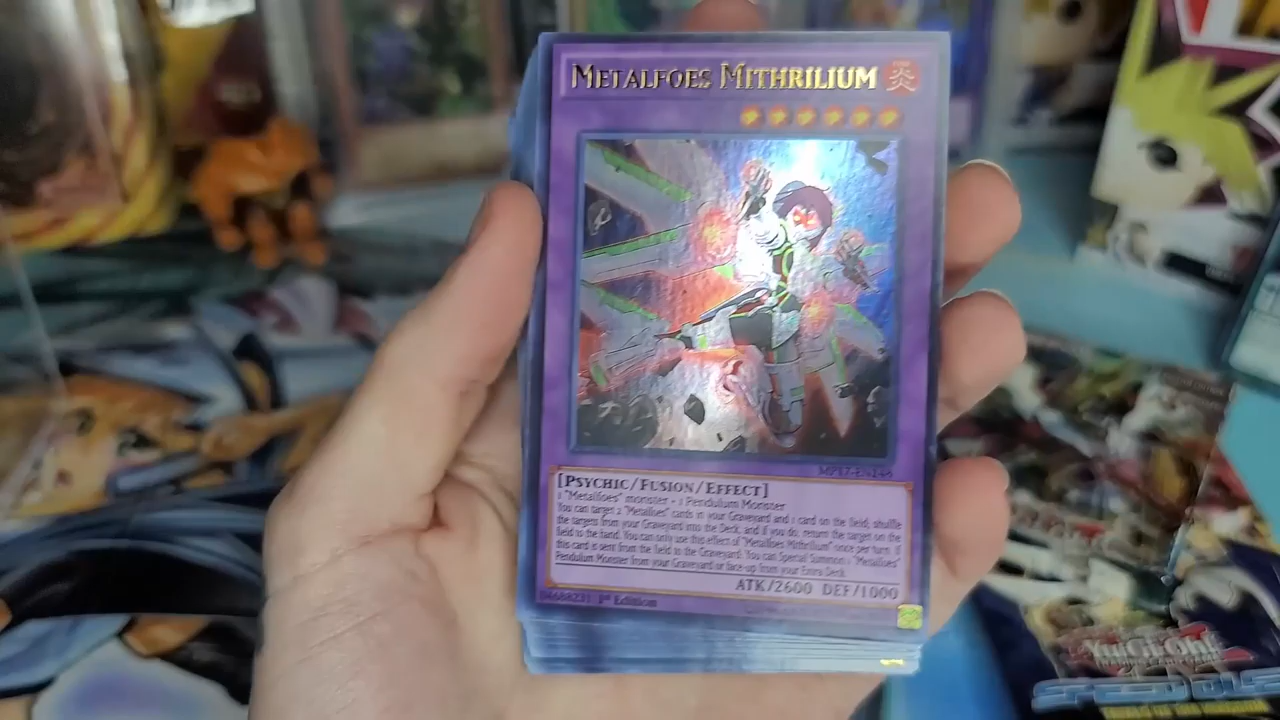 METALFOES MITHRILIUM
炎
[PSYCHIC/FUSION/EFFECT]
1 "Metalfoes" monster + 1 Pendulum Monster
You can target 2 "Metalfoes" cards in your Graveyard and 1 card on the field; shuffle
the targets from your Graveyard into the Deck, and if you do, return the target on the
field to the hand. You can only use this effect of "Metalfoes Mithrilium" once per turn. If
this card is sent from the field to the Graveyard: You can Special Summon 1 "Metalfoes"
Pendulum Monster from your Graveyard or face-up from your Extra Deck.
ATK/2600 DEF/1000
1st Edition
Yu-Gi-Oh!
TRADING CARD GAME
SPEED DUEL